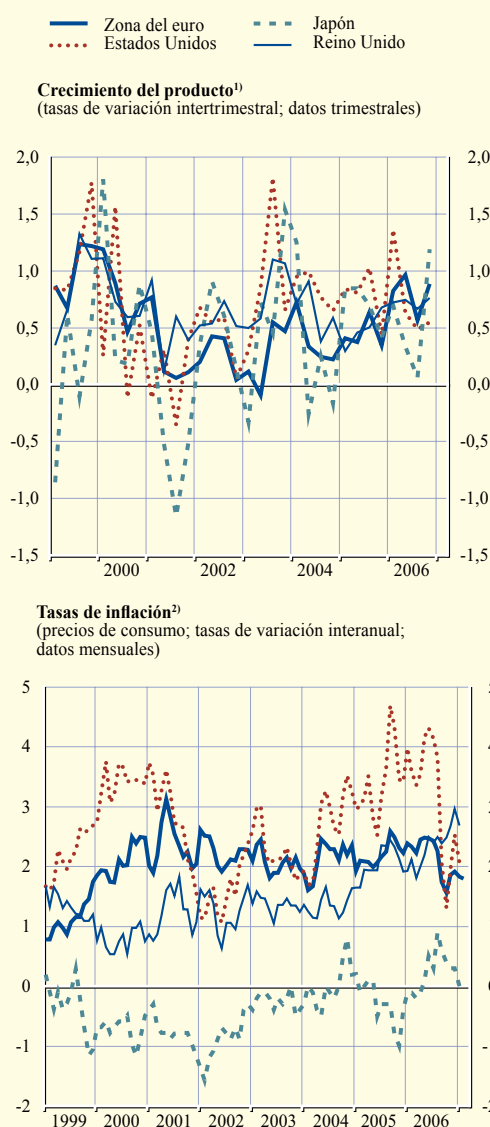 Zona del euro
Japón
Estados Unidos
Reino Unido
Crecimiento del producto1)
(tasas de variación intertrimestral; datos trimestrales)
2,0 2,0
1,5 1,5
1,0 1,0
0,5 0,5
0,0 0,0
-0,5 -0,5
-1,0 -1,0
-1,5 -1,5
2000 2002 2004 2006
Tasas de inflación2)
(precios de consumo; tasas de variación interanual;
datos mensuales)
5
4
3
2
1
0
-1
-2
1999 2000 2001 2002 2003 2004 2005 2006